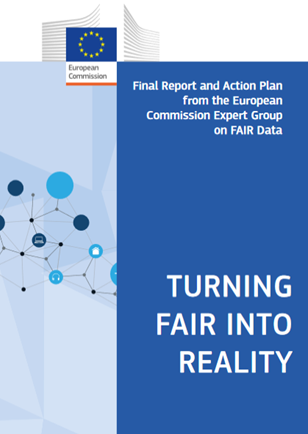 European
Commission
Final Report and Action Plan
from the European
Commission Expert Group
on FAIR Data
TURNING
FAIR INTO
REALITY